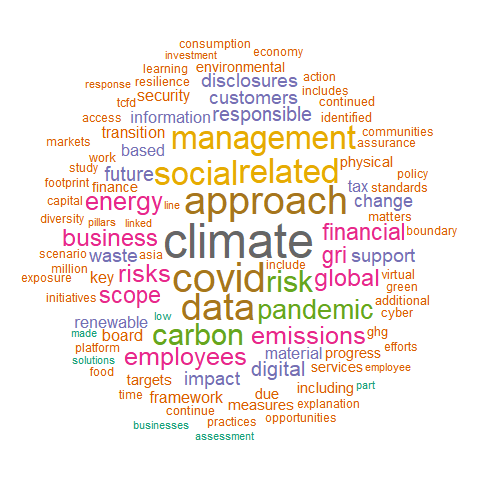 consumption
investment economy
learning environmental
response resilience disclosures action
tcfd security customers includes
access information responsible continued
identified
markets transition management communities
work based assurance
study future social related physical policy
footprint finance tax standards
capital energy line approach change
diversity pillars linked matters
business climate financial boundary
scenario waste asia gri support
million include
exposure key risks covid risk global virtual
green
initiatives scope data pandemic additional
low cyber
renewable carbon emissions ghg
made board efforts
platform employees material progress
solutions
food targets impact digital services employee
time framework due including part
continue measures explanation
practices opportunities
businesses
assessment